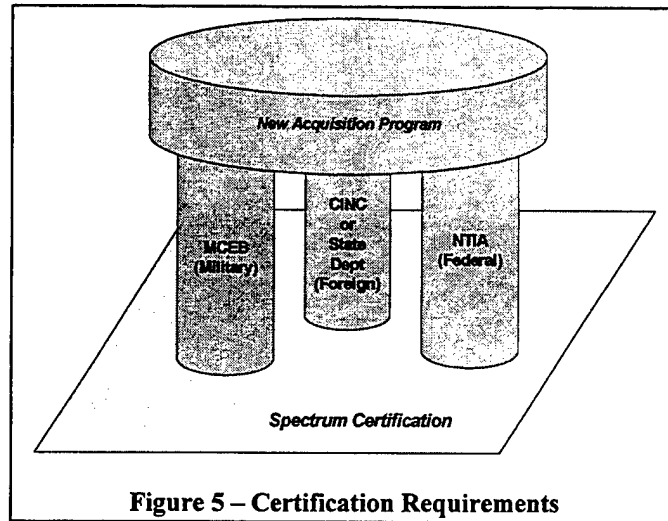 New Acquisition Program
MCEB
(Military)
CINC
or
State
Dept
(Foreign)
NTIA
(Federal)
Spectrum Certification
Figure 5 – Certification Requirements